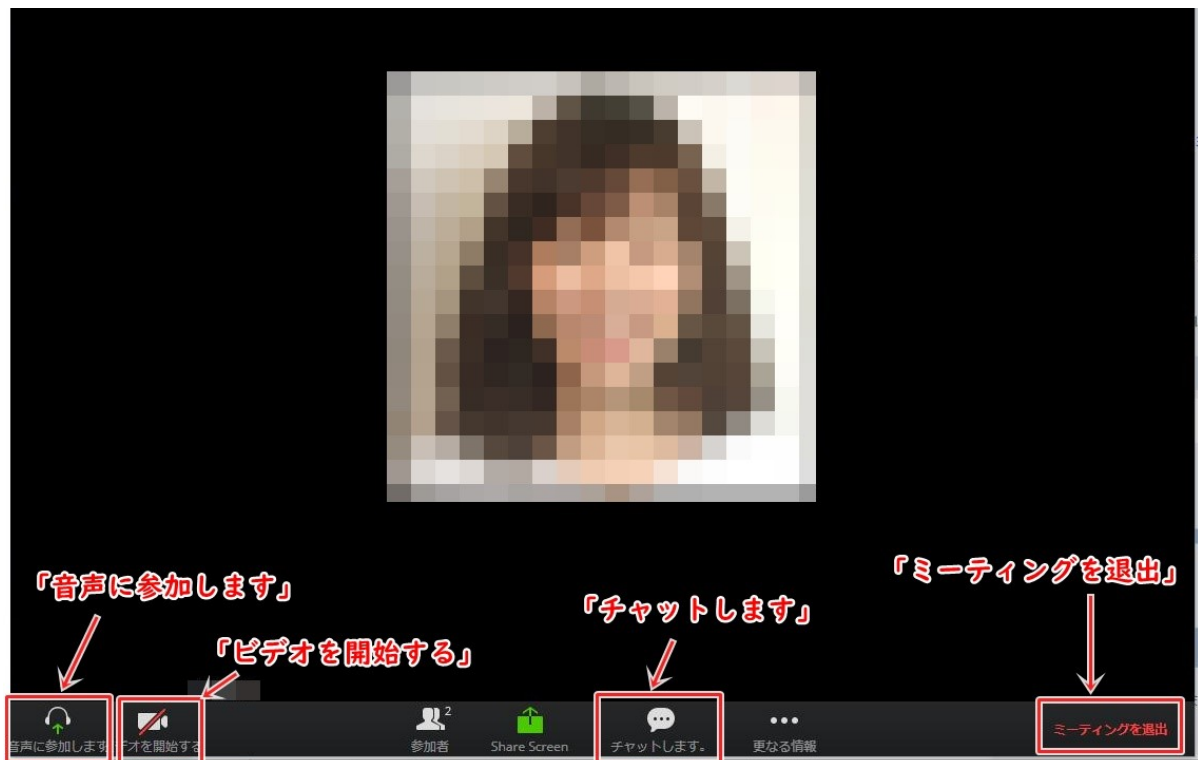 「音声に参加します」
「ビデオを開始する」
「チャットします」
「ミーティングを退出」
音声に参加します
デオを開始する
2
参加者
Share Screen
チャットします。
更なる情報
ミーティングを退出